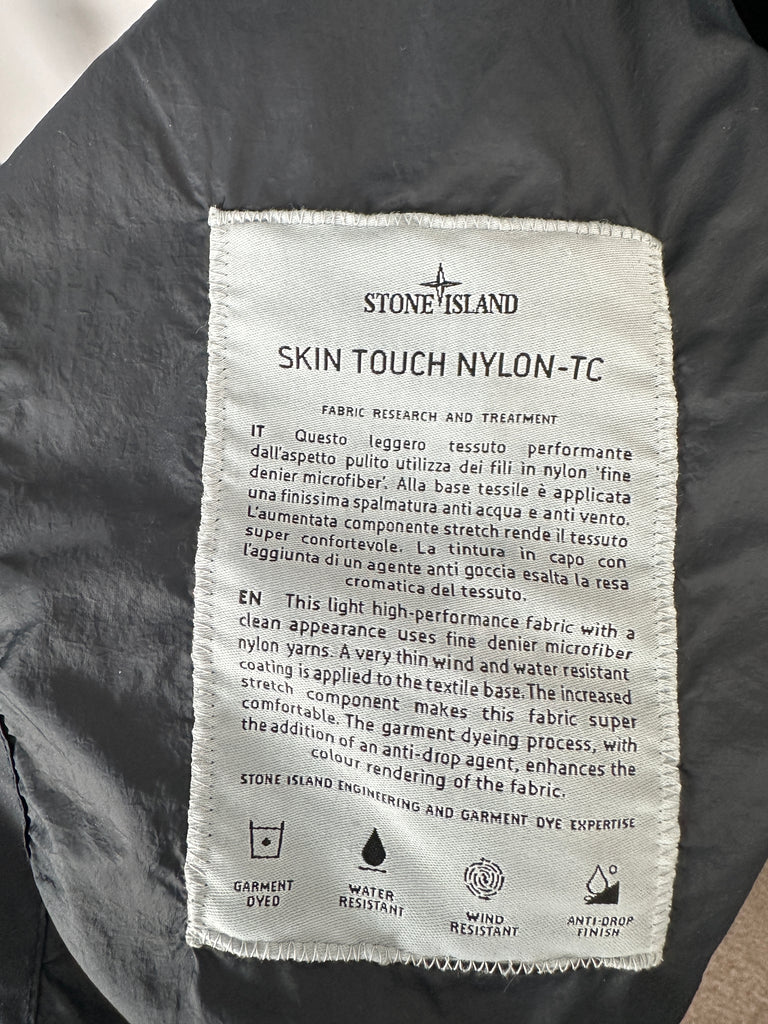 STONE ISLAND
SKIN TOUCH NYLON-TC
FABRIC RESEARCH AND TREATMENT
IT Questo leggero tessuto performante
dall'aspetto pulito utilizza dei fili in nylon 'fine
denier microfiber'. Alla base tessile è applicata
una finissima spalmatura anti acqua e anti vento.
L'aumentata componente stretch rende il tessuto
super confortevole. La tintura in capo con
l'aggiunta di un agente anti goccia esalta la resa
cromatica del tessuto.
EN This light high-performance fabric with a
clean appearance uses fine denier microfiber
nylon yarns. A very thin wind and water resistant
coating is applied to the textile base. The increased
stretch component makes this fabric super
comfortable. The garment dyeing process, with
the addition of an anti-drop agent, enhances the
colour rendering of the fabric.
STONE ISLAND ENGINEERING AND GARMENT DYE EXPERTISE
GARMENT
DYED
WATER
RESISTANT
WIND
RESISTANT
ANTI-DROP
FINISH